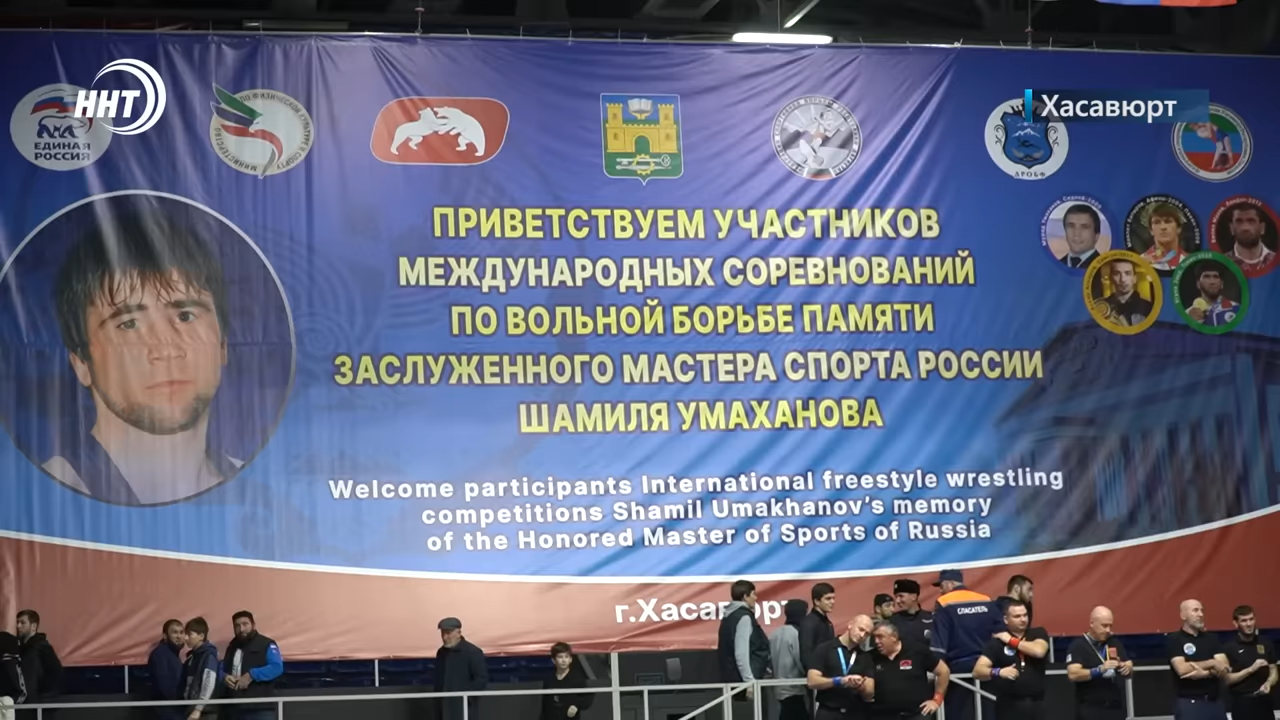 ННТ
Хасавюрт
ЕДИНАЯ
РОССИЯ
ДРОБФ
ПРИВЕТСТВУЕМ УЧАСТНИКОВ
МЕЖДУНАРОДНЫХ СОРЕВНОВАНИЙ
ПО ВОЛЬНОЙ БОРЬБЕ ПАМЯТИ
ЗАСЛУЖЕННОГО МАСТЕРА СПОРТА РОССИИ
ШАМИЛЯ УМАХАНОВА
Welcome participants International freestyle wrestling
competitions Shamil Umakhanov's memory
of the Honored Master of Sports of Russia
г.Хасавюрт
СПАСАТЕЛЬ